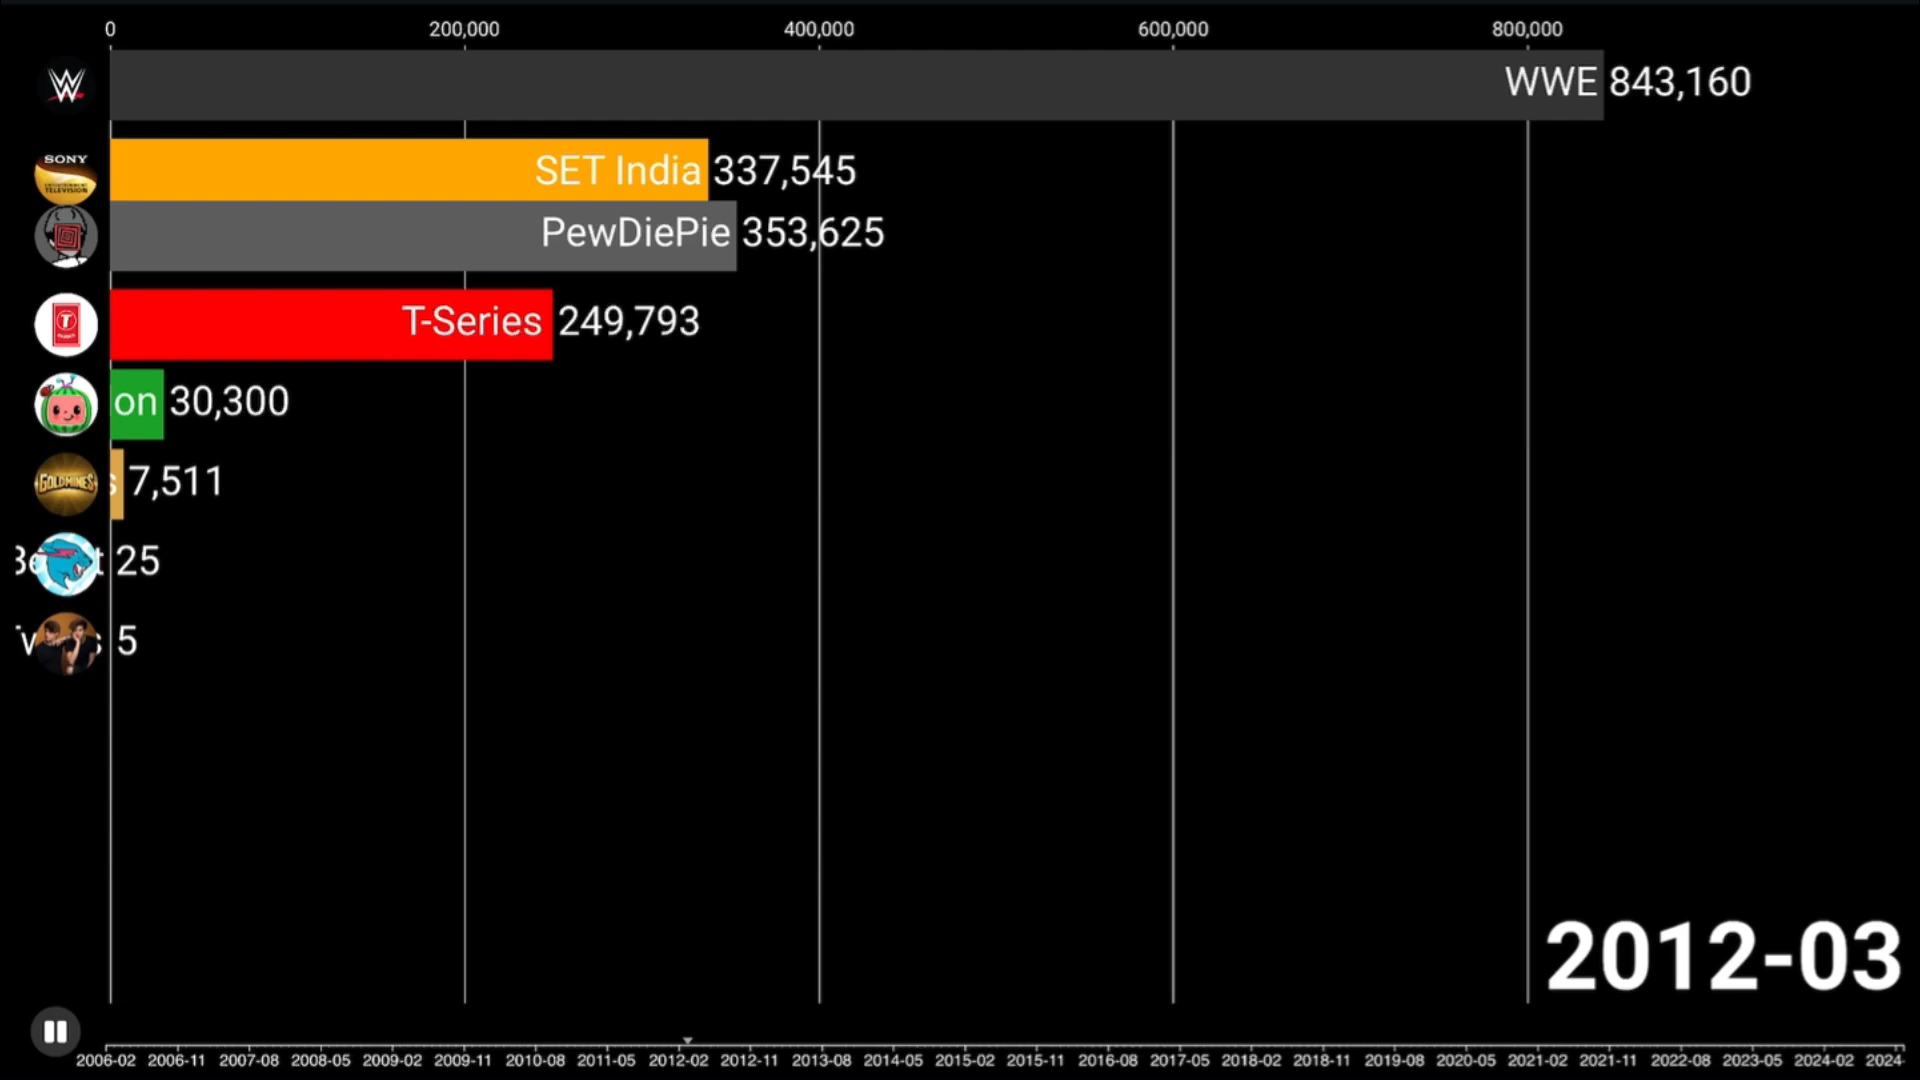 0 200,000 400,000 600,000 800,000
WWE 843,160
SONY
ENTERTAINMENT
TELEVISION
SET India 337,545
PewDiePie 353,625
T
T-Series 249,793
on 30,300
GOLDMINES
s 7,511
t 25
s 5
2012-03
2006-02 2006-11 2007-08 2008-05 2009-02 2009-11 2010-08 2011-05 2012-02 2012-11 2013-08 2014-05 2015-02 2015-11 2016-08 2017-05 2018-02 2018-11 2019-08 2020-05 2021-02 2021-11 2022-08 2023-05 2024-02 2024-